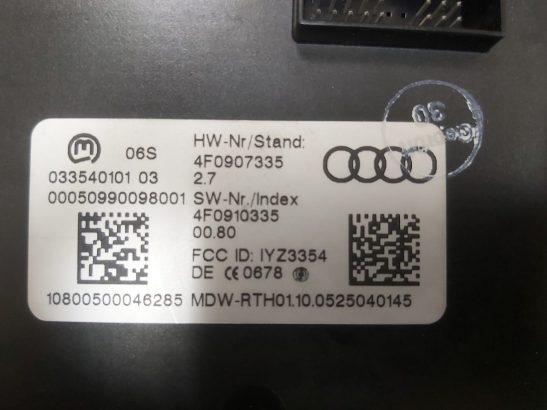 06S
033540101 03
00050990098001
HW-Nr/Stand:
4F0907335
2.7
SW-Nr./Index
4F0910335
00.80
FCC ID: IYZ3354
DE CE 0678
10800500046285 MDW-RTH01.10.0525040145
30